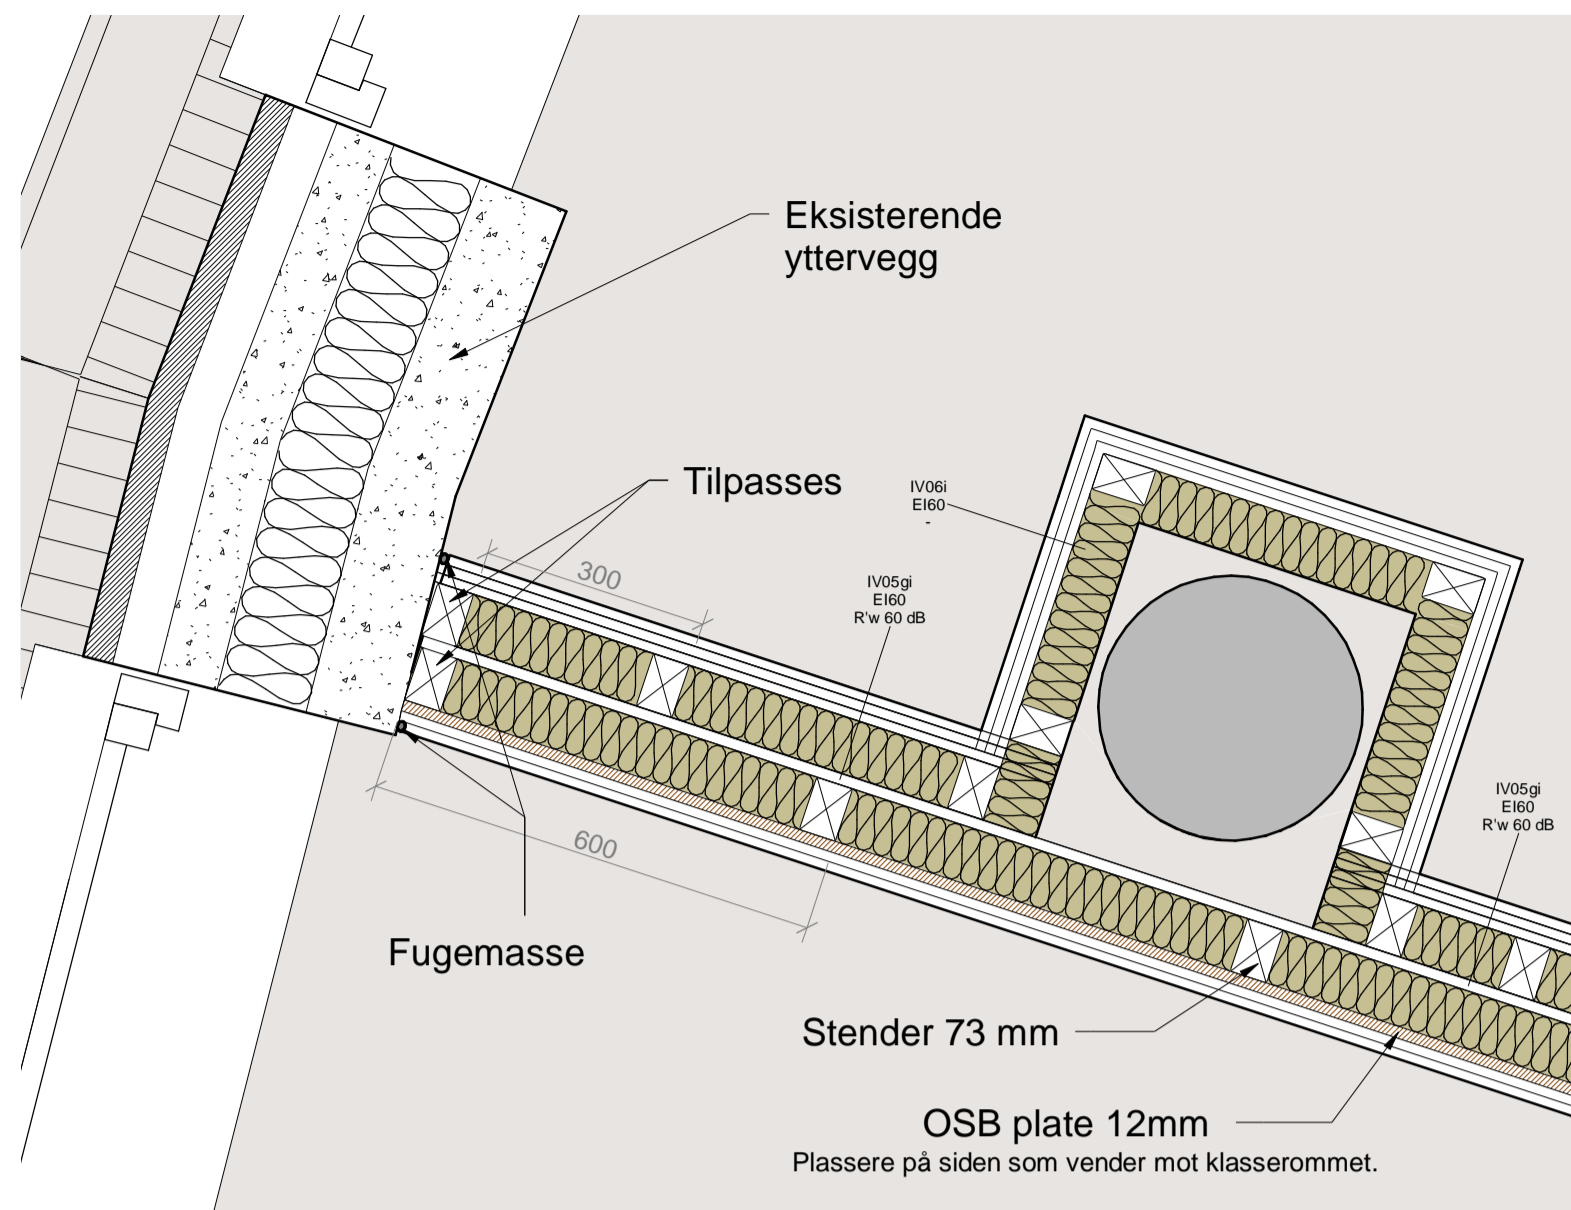 Eksisterende
yttervegg
Tilpasses
IV06i
EI60
-
300
IV05gi
EI60
R'w 60 dB
IV05gi
EI60
R'w 60 dB
600
Fugemasse
Stender 73 mm
OSB plate 12mm
Plassere på siden som vender mot klasserommet.